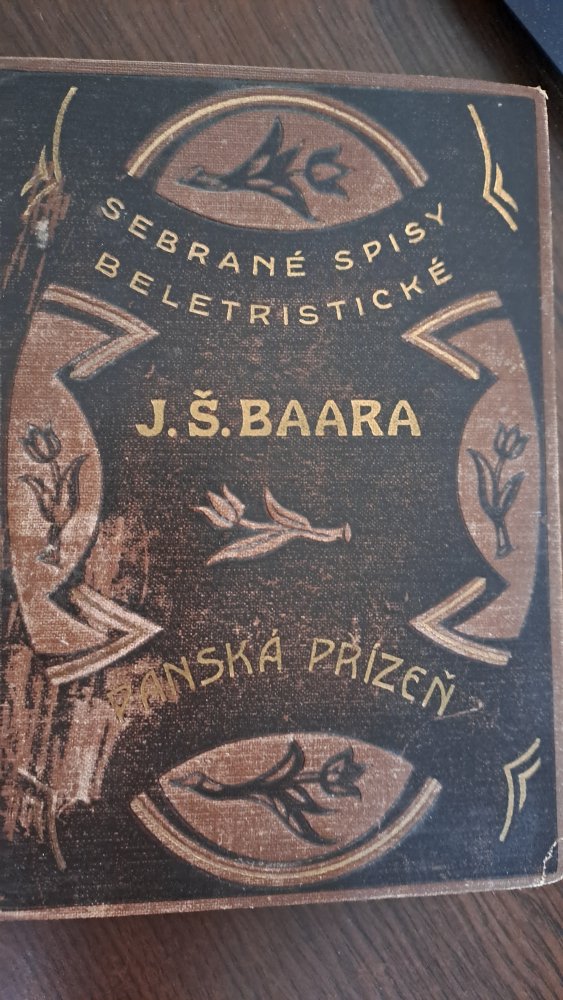 SEBRANÉ SPISY
BELETRISTICKÉ
J.Š.BAARA
PANSKÁ PŘÍZEŇ